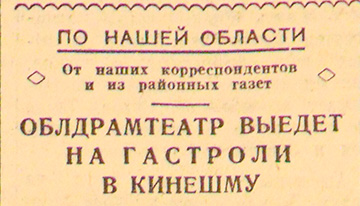 ПО НАШЕЙ ОБЛАСТИ
От наших корреспондентов
и из районных газет
ОБЛДРАМТЕАТР ВЫЕДЕТ
НА ГАСТРОЛИ
В КИНЕШМУ